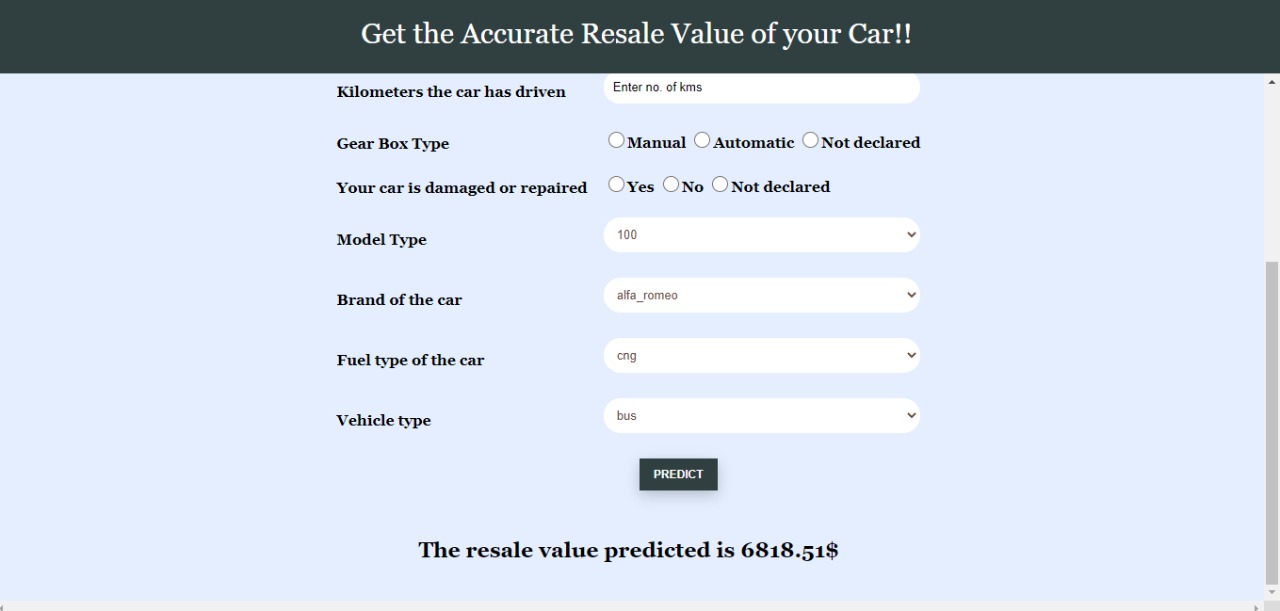 Get the Accurate Resale Value of your Car!!
Kilometers the car has driven Enter no. of kms
Gear Box Type Manual Automatic Not declared
Your car is damaged or repaired Yes No Not declared
Model Type 100
Brand of the car alfa_romeo
Fuel type of the car cng
Vehicle type bus
PREDICT
The resale value predicted is 6818.51$